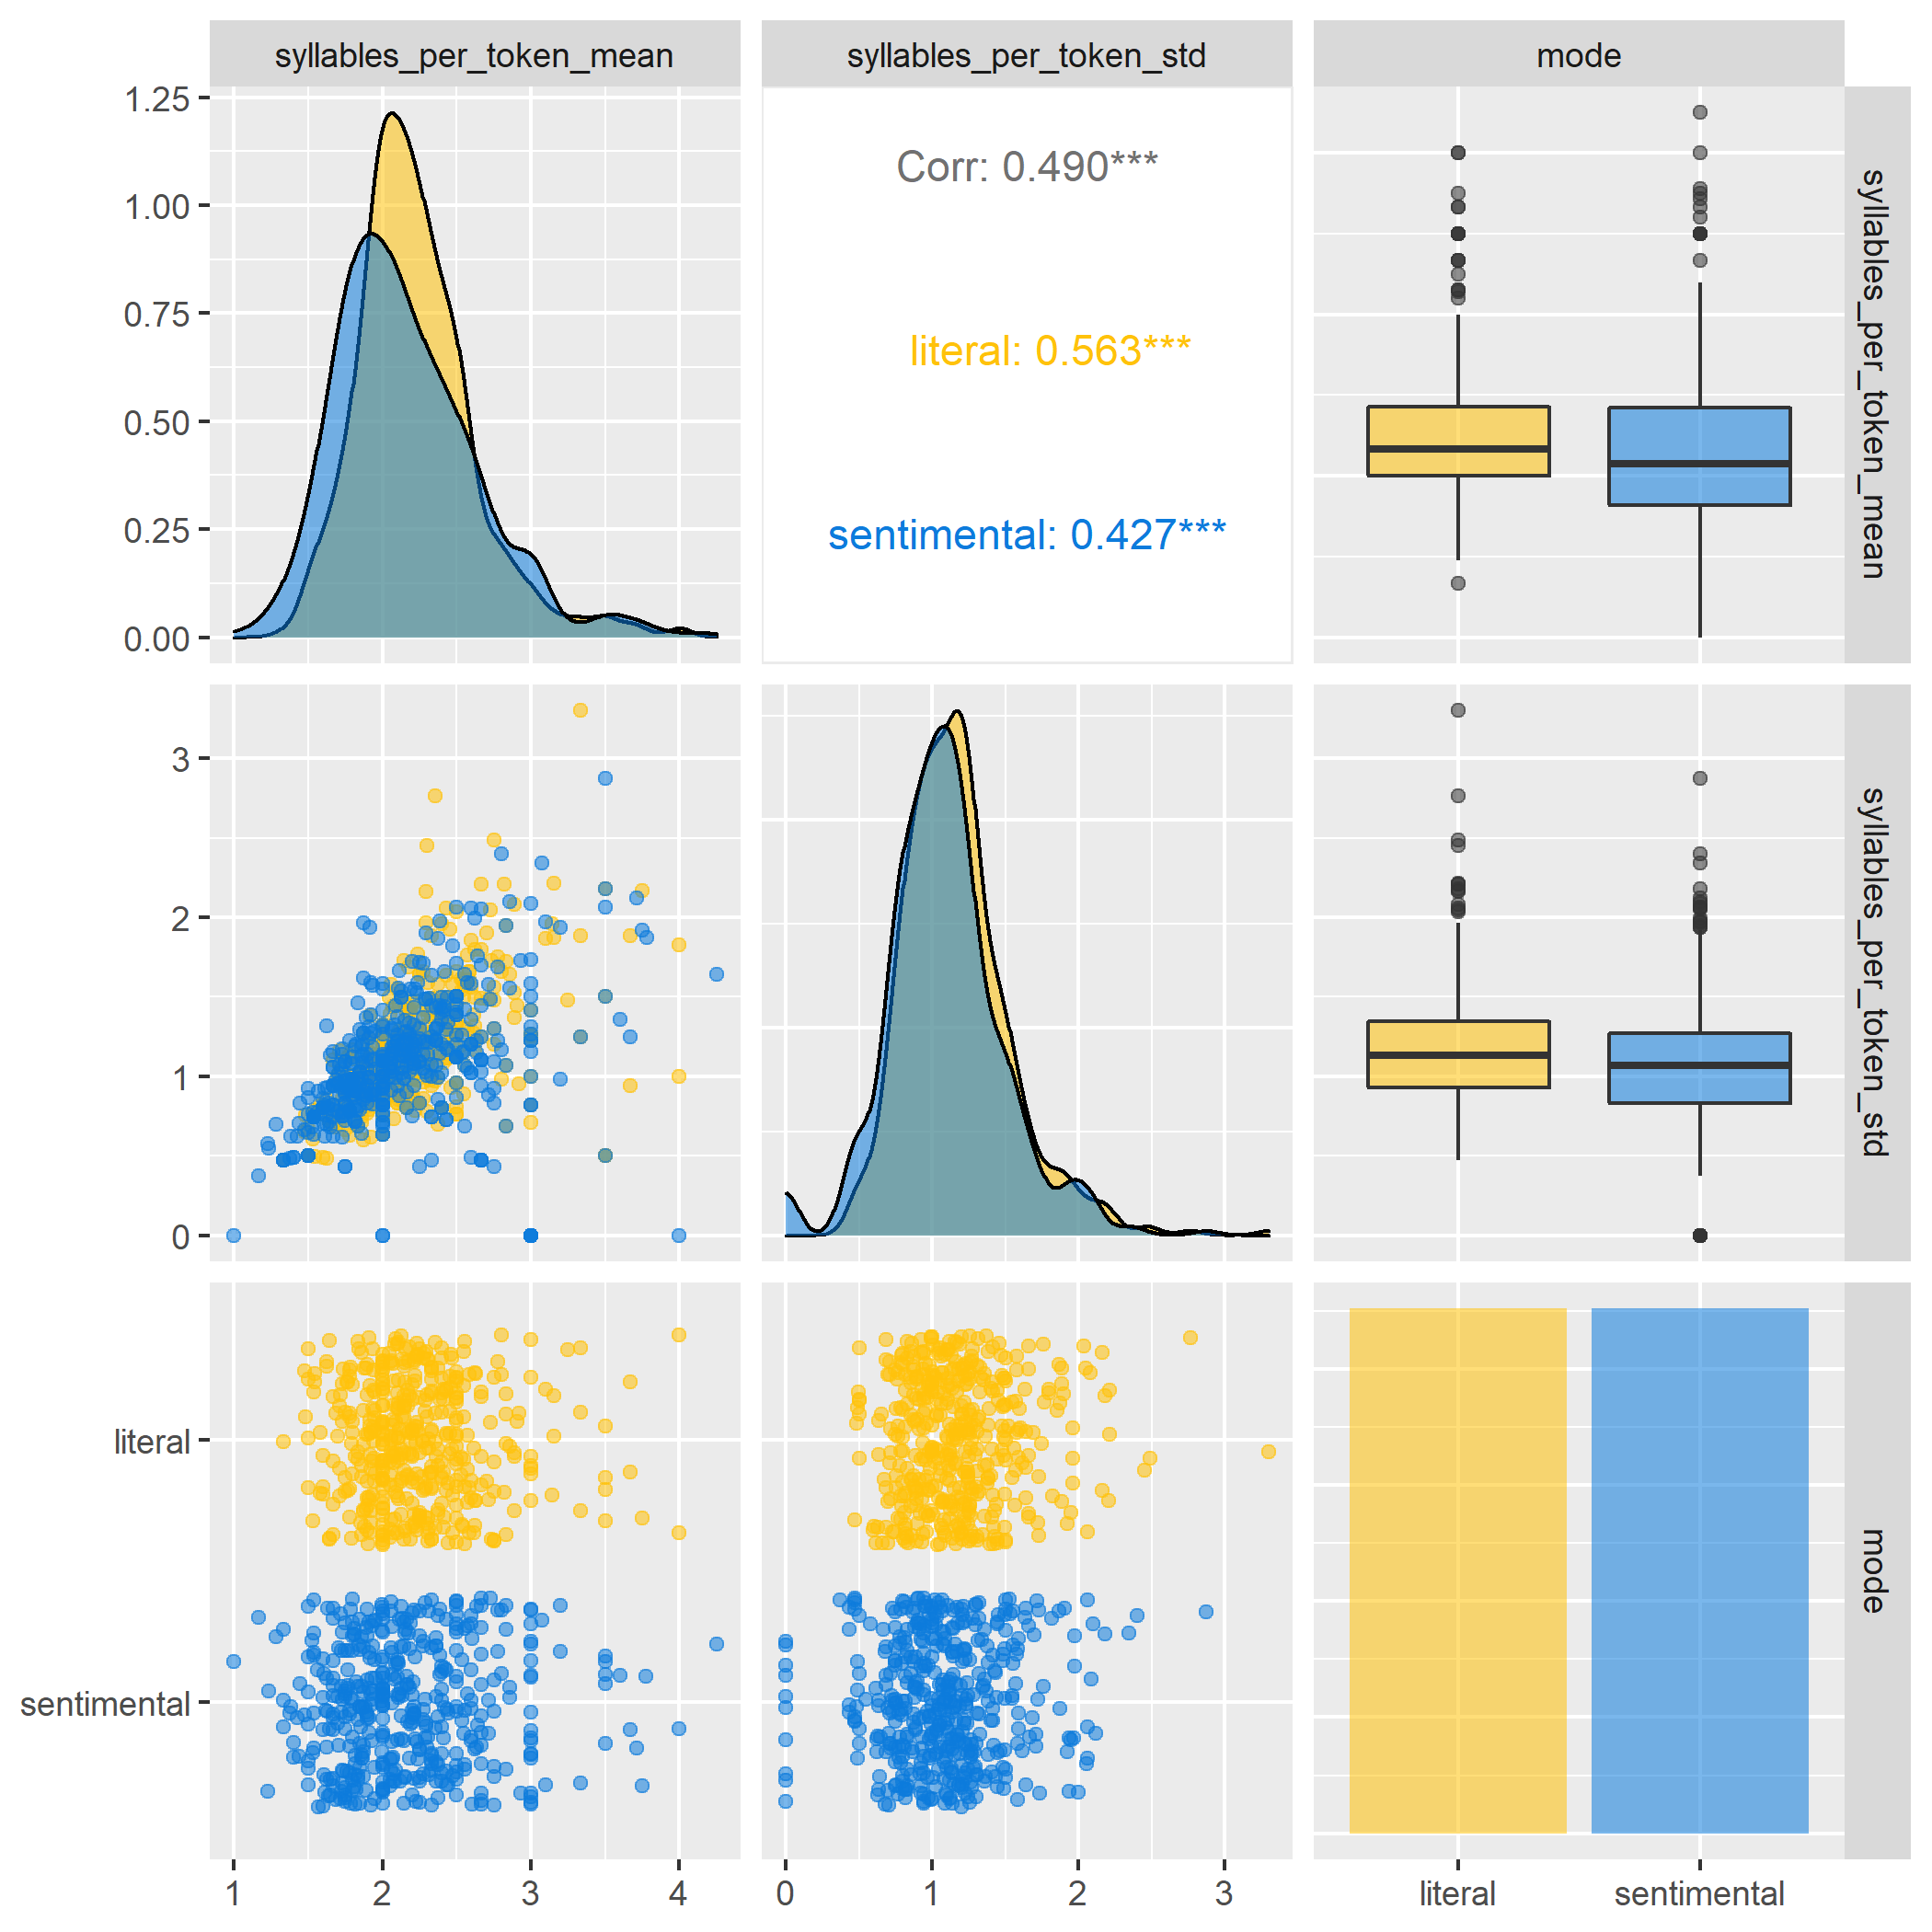 syllables_per_token_mean
syllables_per_token_std
mode
1.25
1.00
0.75
0.50
0.25
0.00
Corr: 0.490***
literal: 0.563***
sentimental: 0.427***
syllables_per_token_mean
3
2
1
0
syllables_per_token_std
literal
sentimental
mode
1 2 3 4
0 1 2 3
literal sentimental